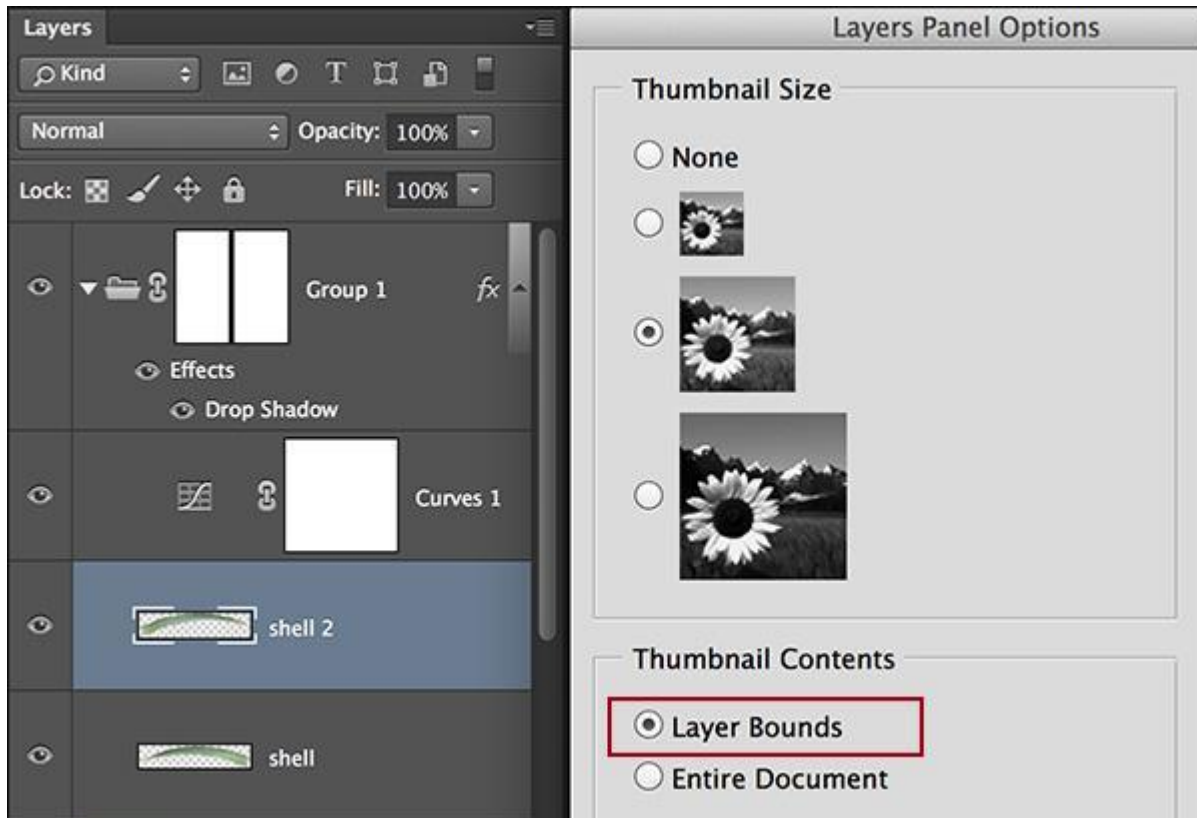 Layers
Kind
T
Normal
Opacity: 100%
Lock:
Fill: 100%
Group 1
fx
Effects
Drop Shadow
Curves 1
shell 2
shell
Layers Panel Options
Thumbnail Size
None
Thumbnail Contents
Layer Bounds
Entire Document